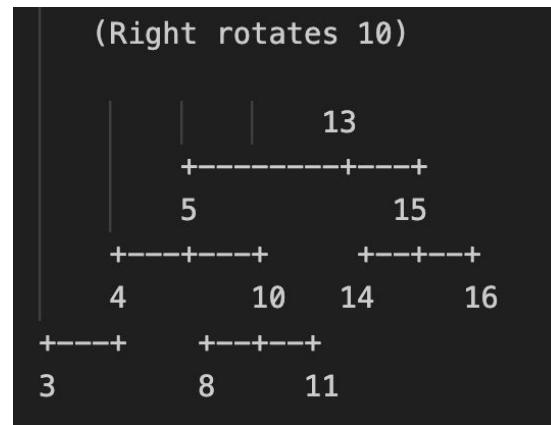 (Right rotates 10)
13
+--------+---+
5 15
+---+---+ +--+--+
4 10 14 16
+---+ +--+--+
3 8 11